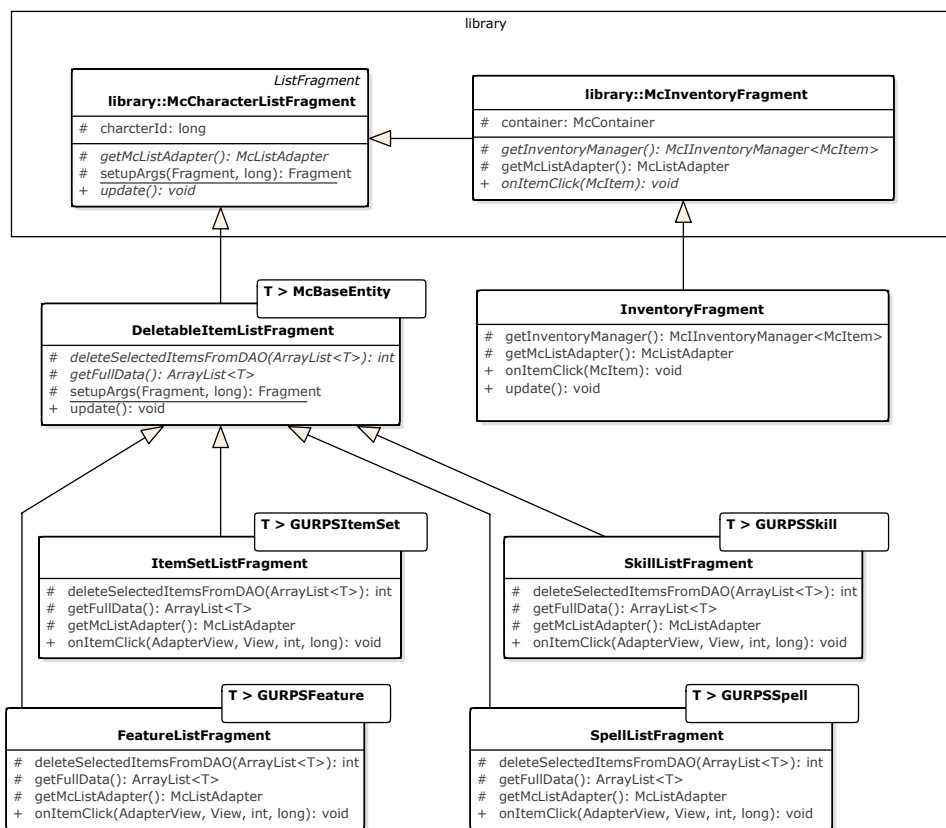 library
ListFragment
library::McCharacterListFragment
# charcterId: long
# getMcListAdapter(): McListAdapter
# setupArgs(Fragment, long): Fragment
+ update(): void
library::McInventoryFragment
# container: McContainer
# getInventoryManager(): McIInventoryManager<McItem>
# getMcListAdapter(): McListAdapter
+ onItemClick(McItem): void
T > McBaseEntity
DeletableItemListFragment
# deleteSelectedItemsFromDAO(ArrayList<T>): int
# getFullData(): ArrayList<T>
# setupArgs(Fragment, long): Fragment
+ update(): void
InventoryFragment
# getInventoryManager(): McIInventoryManager<McItem>
# getMcListAdapter(): McListAdapter
+ onItemClick(McItem): void
+ update(): void
T > GURPSItemSet
ItemSetListFragment
# deleteSelectedItemsFromDAO(ArrayList<T>): int
# getFullData(): ArrayList<T>
# getMcListAdapter(): McListAdapter
+ onItemClick(AdapterView, View, int, long): void
T > GURPSSkill
SkillListFragment
# deleteSelectedItemsFromDAO(ArrayList<T>): int
# getFullData(): ArrayList<T>
# getMcListAdapter(): McListAdapter
+ onItemClick(AdapterView, View, int, long): void
T > GURPSFeature
FeatureListFragment
# deleteSelectedItemsFromDAO(ArrayList<T>): int
# getFullData(): ArrayList<T>
# getMcListAdapter(): McListAdapter
+ onItemClick(AdapterView, View, int, long): void
T > GURPSSpell
SpellListFragment
# deleteSelectedItemsFromDAO(ArrayList<T>): int
# getFullData(): ArrayList<T>
# getMcListAdapter(): McListAdapter
+ onItemClick(AdapterView, View, int, long): void